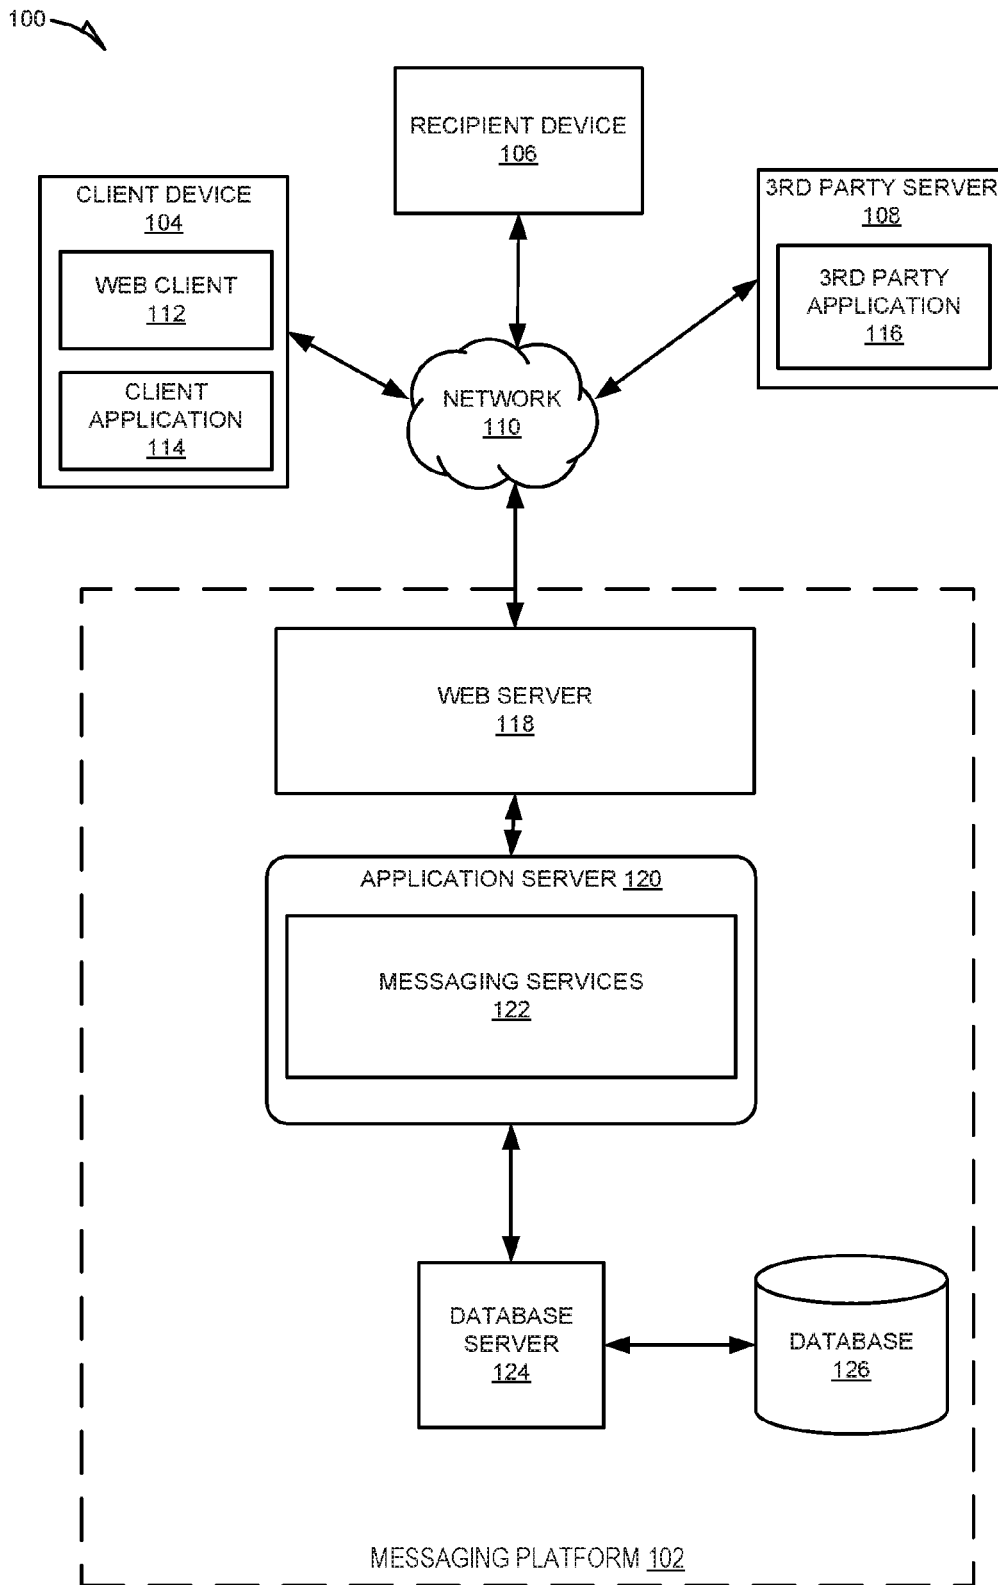 100
RECIPIENT DEVICE
106
CLIENT DEVICE
104
WEB CLIENT
112
CLIENT
APPLICATION
114
3RD PARTY SERVER
108
3RD PARTY
APPLICATION
116
NETWORK
110
WEB SERVER
118
APPLICATION SERVER 120
MESSAGING SERVICES
122
DATABASE
SERVER
124
DATABASE
126
MESSAGING PLATFORM 102